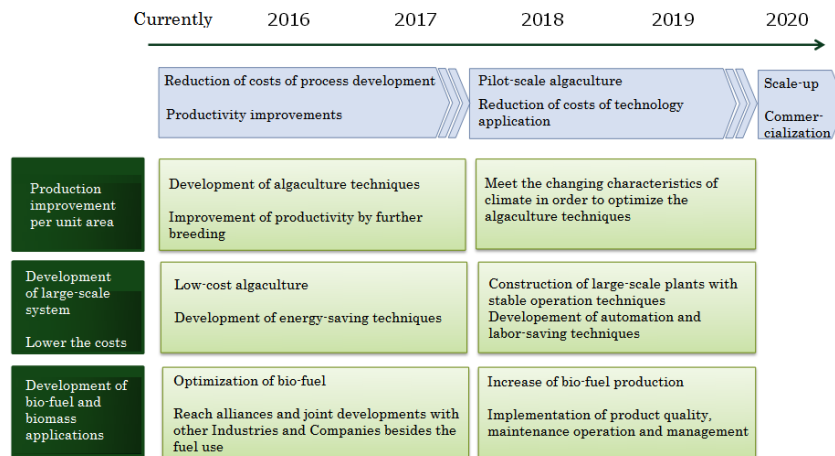 Currently 2016 2017 2018 2019 2020
Reduction of costs of process development
Productivity improvements
Pilot-scale algaculture
Reduction of costs of technology
application
Scale-up
Commer-
cialization
Production
improvement
per unit area
Development of algaculture techniques
Improvement of productivity by further
breeding
Meet the changing characteristics of
climate in order to optimize the
algaculture techniques
Development
of large-scale
system
Lower the costs
Low-cost algaculture
Development of energy-saving techniques
Construction of large-scale plants with
stable operation techniques
Developement of automation and
labor-saving techniques
Development of
bio-fuel and
biomass
applications
Optimization of bio-fuel
Reach alliances and joint developments with
other Industries and Companies besides the
fuel use
Increase of bio-fuel production
Implementation of product quality,
maintenance operation and management